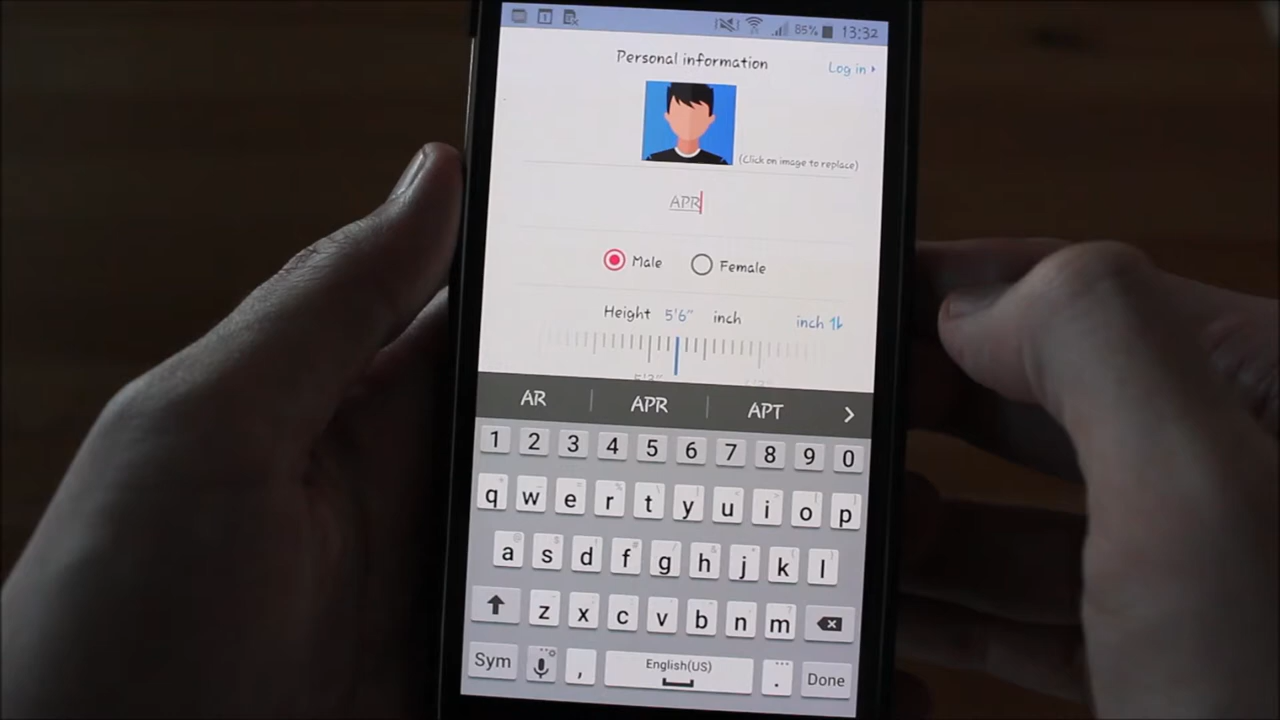 85% 13:32
Personal information
Log in
(Click on image to replace)
APR
Male Female
Height 5'6" inch inch
AR APR APT
1 2 3 4 5 6 7 8 9 0
q w e r t y u i o p
a s d f g h j k l
z x c v b n m
Sym , English(US) . Done